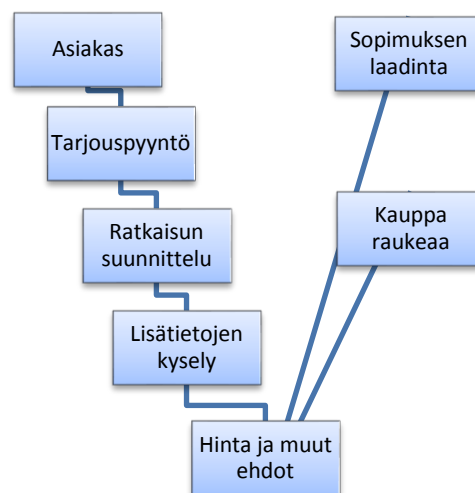 Asiakas
Tarjouspyyntö
Ratkaisun
suunnittelu
Lisätietojen
kysely
Hinta ja muut
ehdot
Sopimuksen
laadinta
Kauppa
raukeaa